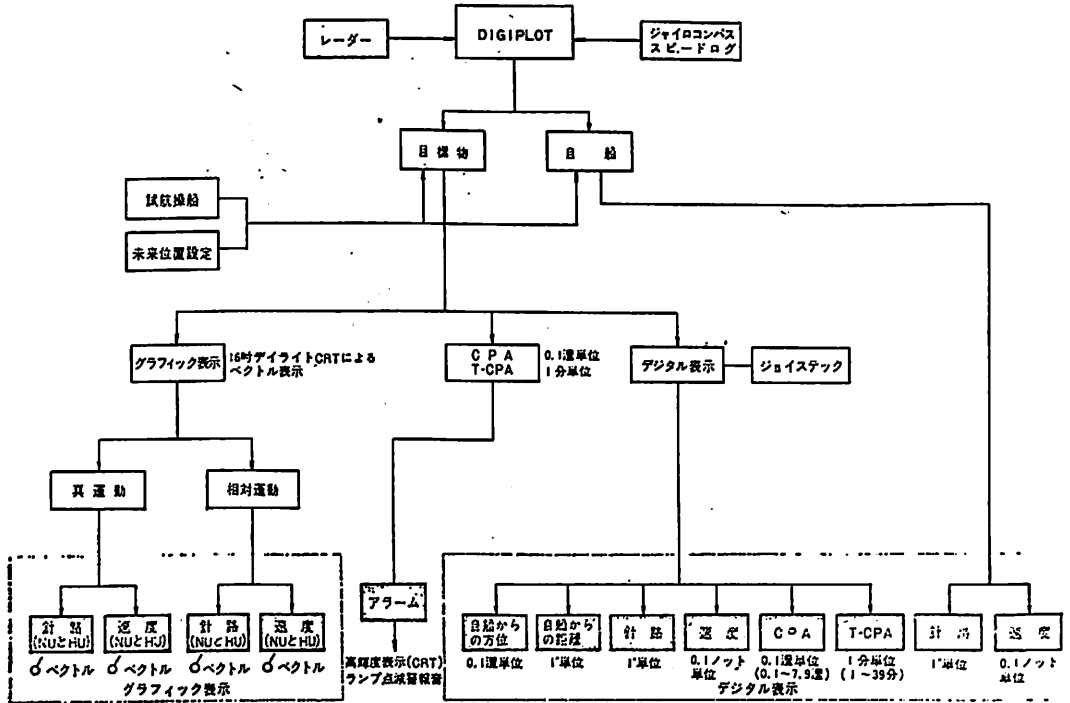 レーダー
DIGIPLOT
ジャイロコンパス
スピードログ
目標物
自船
試航操船
未来位置設定
グラフィック表示
16吋デイライトCRTによる
ベクトル表示
CPA
T-CPA
0.1浬単位
1分単位
デジタル表示
ジョイステック
真運動
相対運動
アラーム
針路
(NUとHU)
速度
(NUとHU)
針路
(NUとHU)
速度
(NUとHU)
ベクトル
ベクトル
ベクトル
ベクトル
グラフィック表示
高輝度表示(CRT)
ランプ点滅警報音
自船から
の方位
自船から
の距離
針路
速度
CPA
T-CPA
針路
速度
0.1浬単位
1°単位
1°単位
0.1ノット
単位
0.1浬単位
(0.1~7.9浬)
1分単位
(1~39分)
1°単位
0.1ノット
単位
デジタル表示